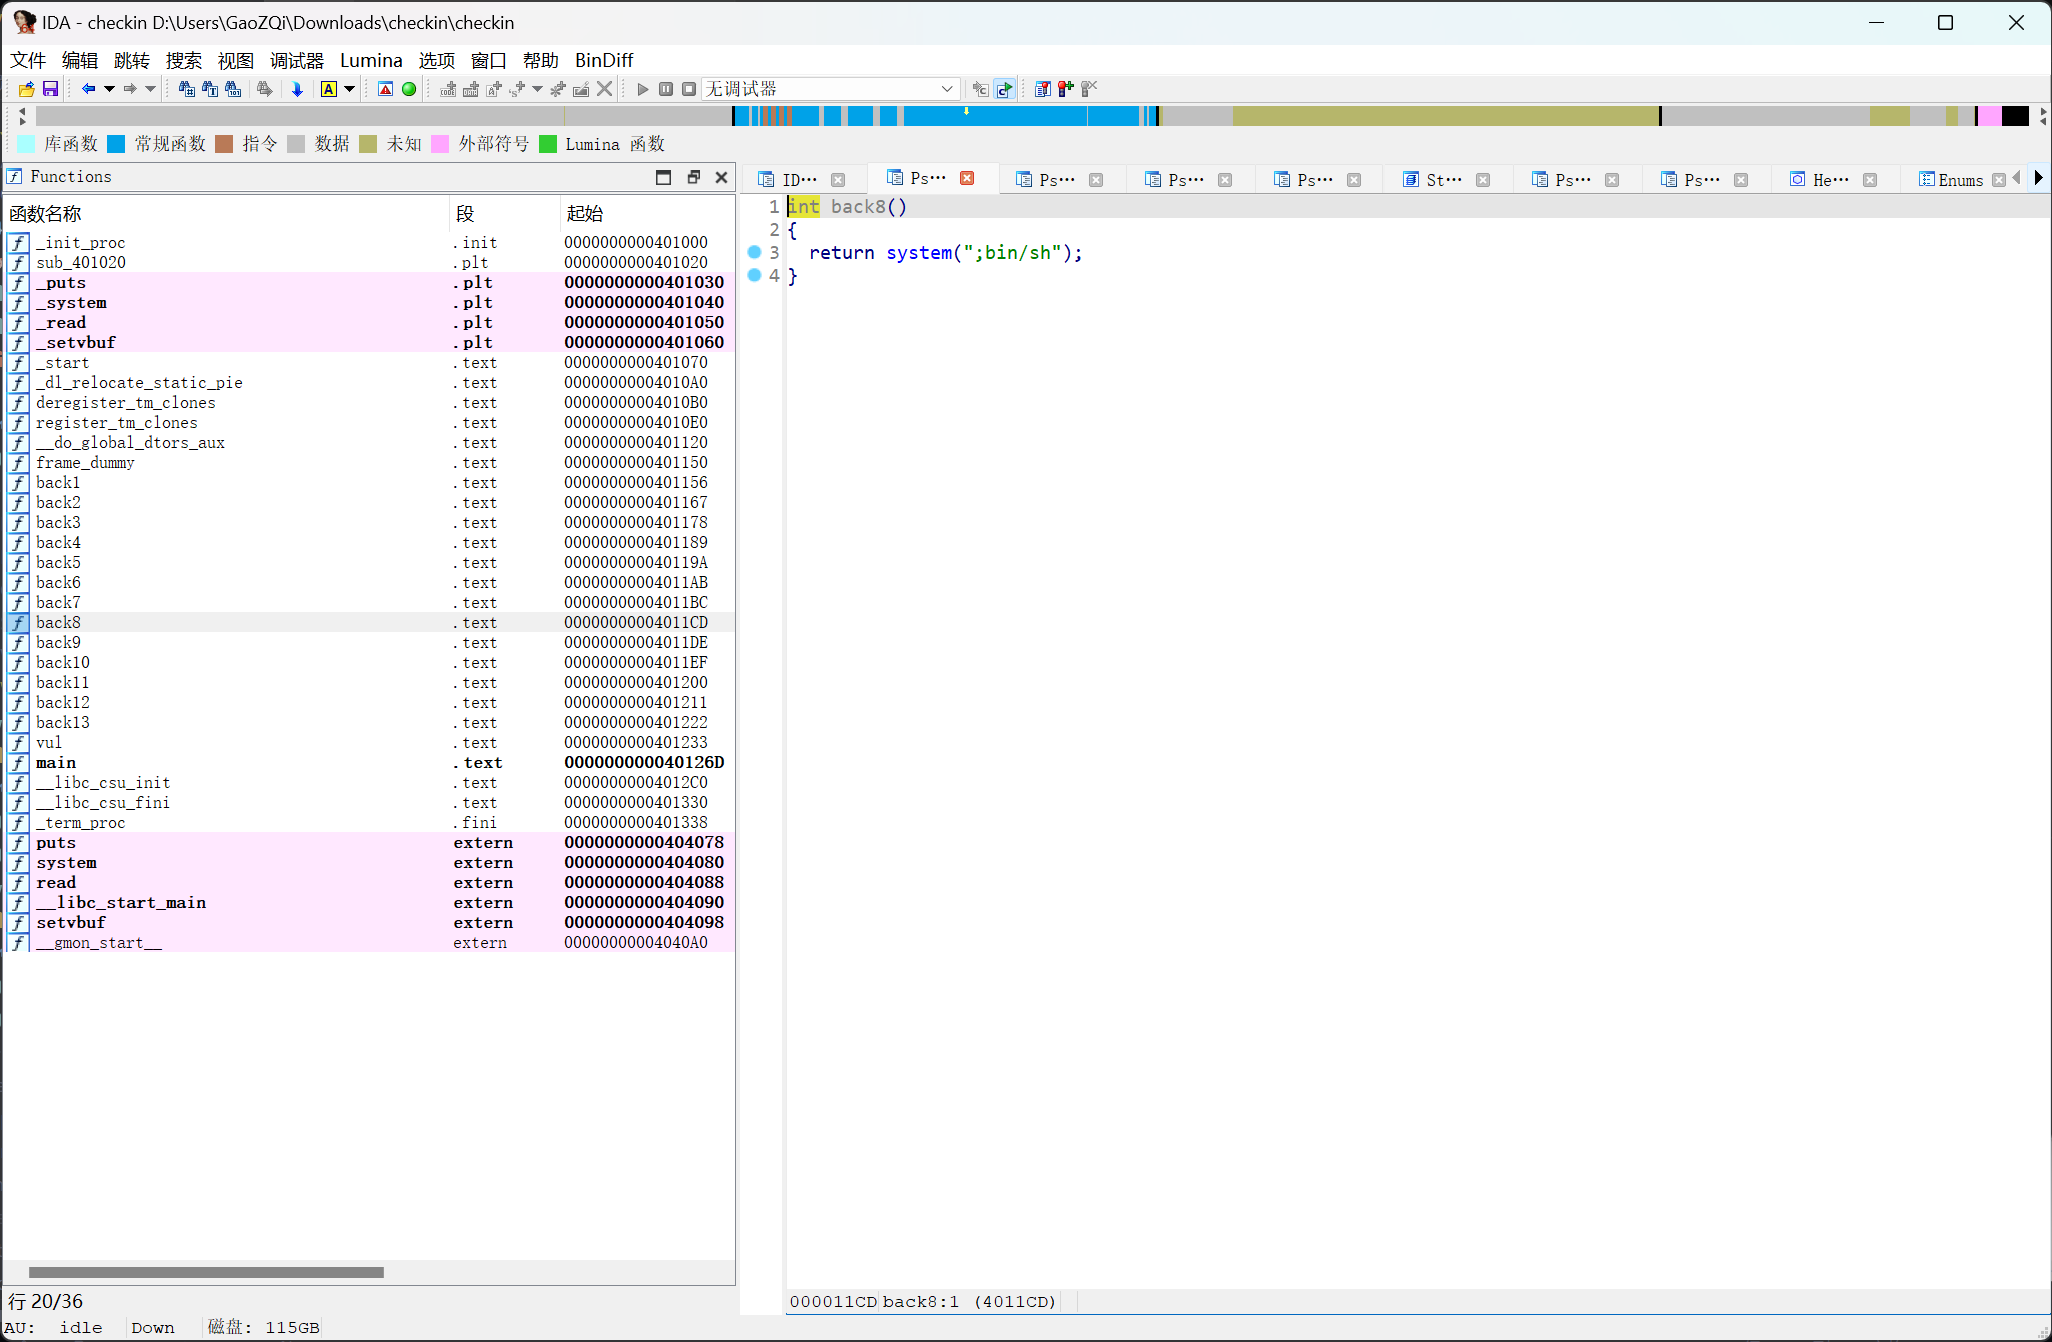 IDA - checkin D:\Users\GaoZQi\Downloads\checkin\checkin
文件 编辑 跳转 搜索 视图 调试器 Lumina 选项 窗口 帮助 BinDiff
无调试器
库函数 常规函数 指令 数据 未知 外部符号 Lumina 函数
Functions
ID··· Ps··· Ps··· Ps··· Ps··· St··· Ps··· Ps··· He··· Enums
函数名称 段 起始
_init_proc .init 0000000000401000
sub_401020 .plt 0000000000401020
_puts .plt 0000000000401030
_system .plt 0000000000401040
_read .plt 0000000000401050
_setvbuf .plt 0000000000401060
_start .text 0000000000401070
_dl_relocate_static_pie .text 00000000004010A0
deregister_tm_clones .text 00000000004010B0
register_tm_clones .text 00000000004010E0
__do_global_dtors_aux .text 0000000000401120
frame_dummy .text 0000000000401150
back1 .text 0000000000401156
back2 .text 0000000000401167
back3 .text 0000000000401178
back4 .text 0000000000401189
back5 .text 000000000040119A
back6 .text 00000000004011AB
back7 .text 00000000004011BC
back8 .text 00000000004011CD
back9 .text 00000000004011DE
back10 .text 00000000004011EF
back11 .text 0000000000401200
back12 .text 0000000000401211
back13 .text 0000000000401222
vul .text 0000000000401233
main .text 000000000040126D
__libc_csu_init .text 00000000004012C0
__libc_csu_fini .text 0000000000401330
_term_proc .fini 0000000000401338
puts extern 0000000000404078
system extern 0000000000404080
read extern 0000000000404088
__libc_start_main extern 0000000000404090
setvbuf extern 0000000000404098
__gmon_start__ extern 00000000004040A0
行 20/36
1 int back8()
2 {
3 return system(";bin/sh");
4 }
000011CD back8:1 (4011CD)
AU: idle Down 磁盘: 115GB